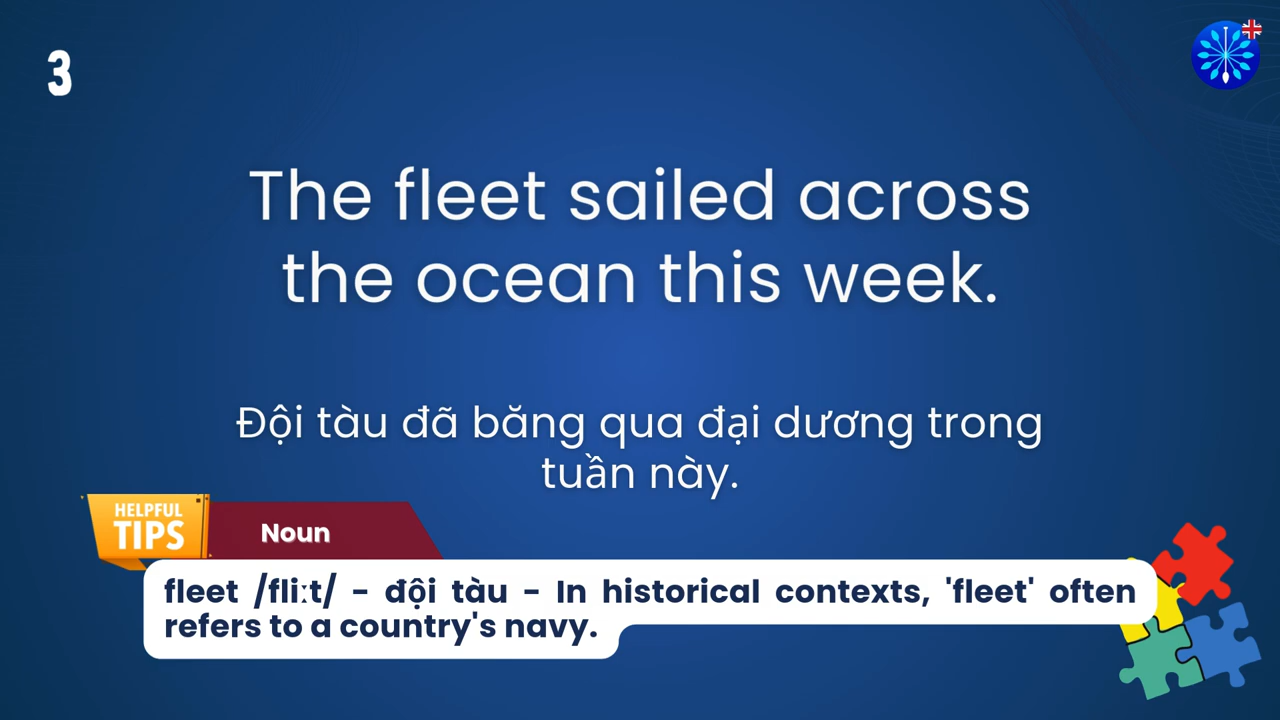 3
The fleet sailed across
the ocean this week.
Đội tàu đã băng qua đại dương trong
tuần này.
HELPFUL
TIPS
Noun
fleet /fliːt/ - đội tàu - In historical contexts, 'fleet' often
refers to a country's navy.